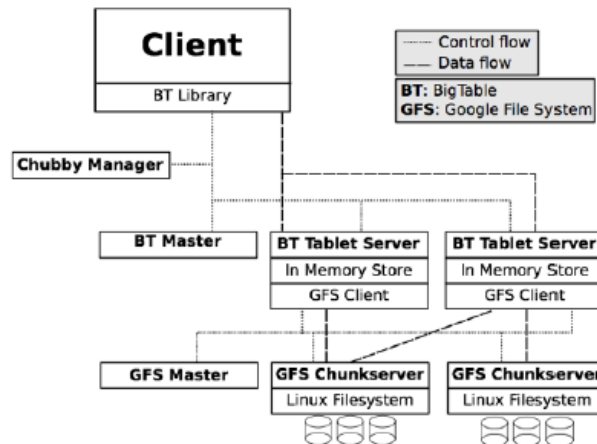 Client
BT Library
Control flow
Data flow
BT: BigTable
GFS: Google File System
Chubby Manager
BT Master
BT Tablet Server
In Memory Store
GFS Client
BT Tablet Server
In Memory Store
GFS Client
GFS Master
GFS Chunkserver
Linux Filesystem
GFS Chunkserver
Linux Filesystem